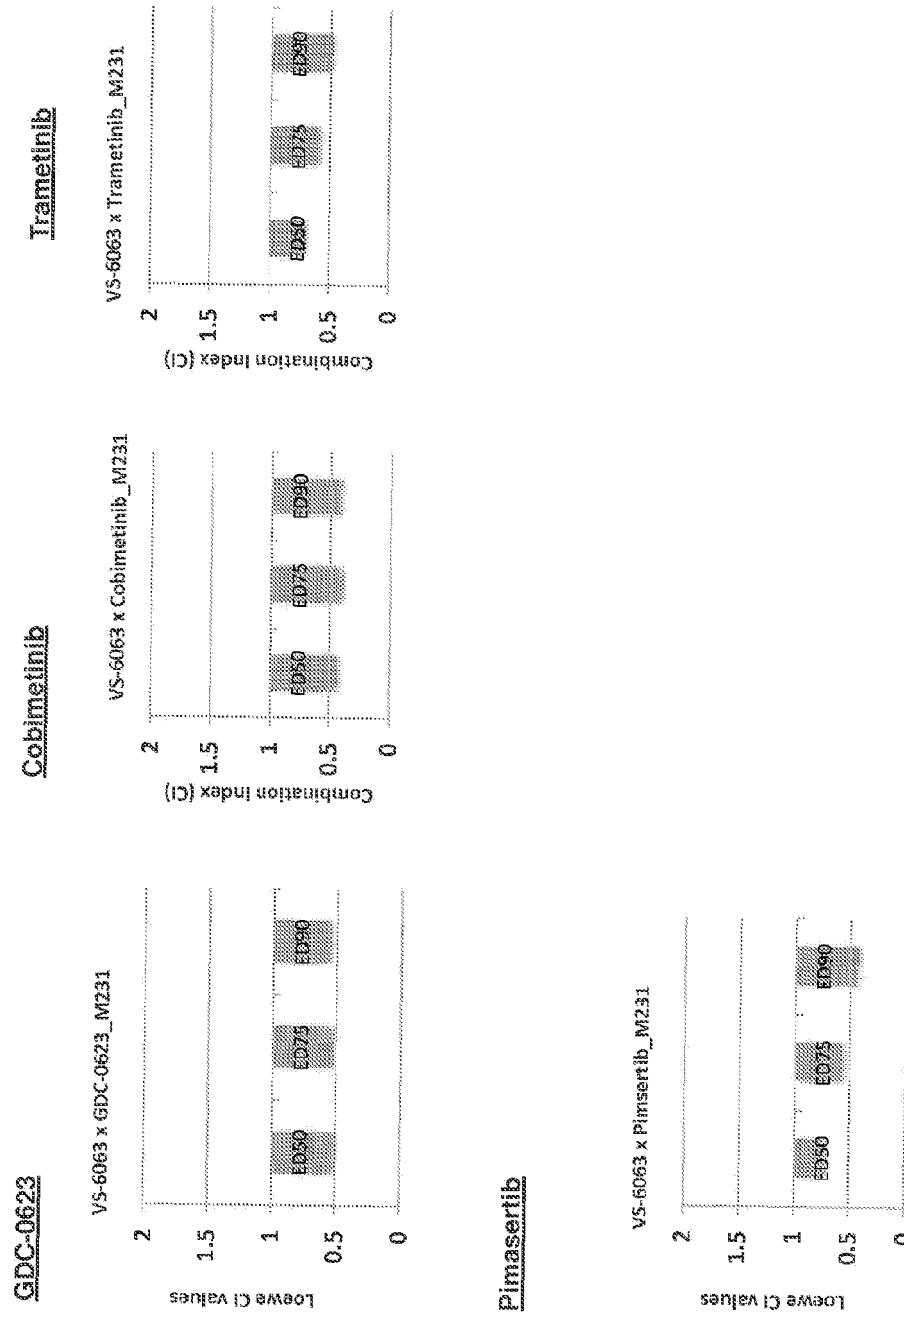 GDC-0623
VS-6063 x GDC-0623_M231
Loewe CI values
2
1.5
1
0.5
0
ED50
ED75
ED90
Cobimetinib
VS-6063 x Cobimetinib_M231
Combination Index (CI)
2
1.5
1
0.5
0
ED50
ED75
ED90
Trametinib
VS-6063 x Trametinib_M231
Combination Index (CI)
2
1.5
1
0.5
0
ED50
ED75
ED90
Pimasertib
VS-6063 x Pimsertib_M231
Loewe CI values
2
1.5
1
0.5
0
ED50
ED75
ED90